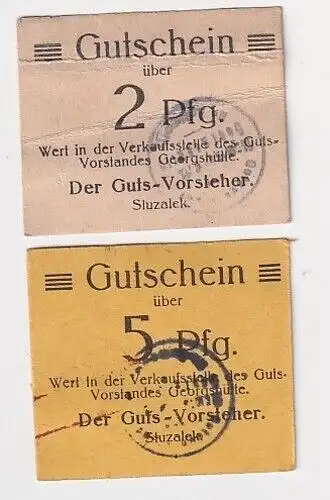 Gutschein
über
2 Pfg.
Wert in der Verkaufsstelle des Guts-
Vorstandes Georgshütte.
Der Guts-Vorsteher.
Sluzalek.
Gutschein
über
5 Pfg.
Wert in der Verkaufsstelle des Guts-
Vorstandes Georgshütte.
Der Guts-Vorsteher.
Sluzalek.